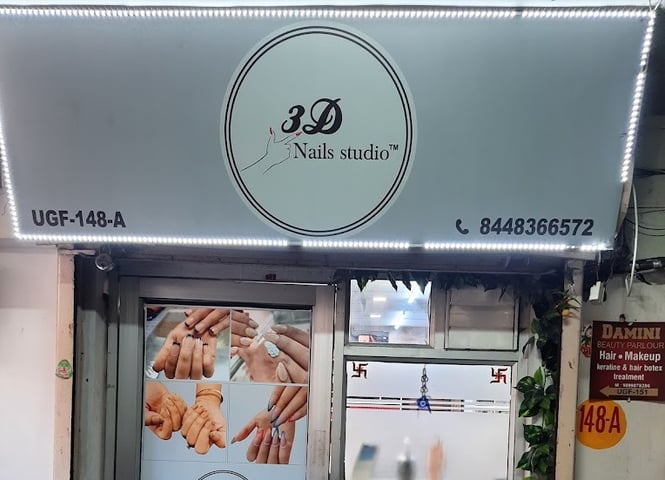 3D
Nails studio™
UGF-148-A
8448366572
DAMINI
BEAUTY PARLOUR
Hair • Makeup
keratine & hair botex
treatment
UGF-151
148-A